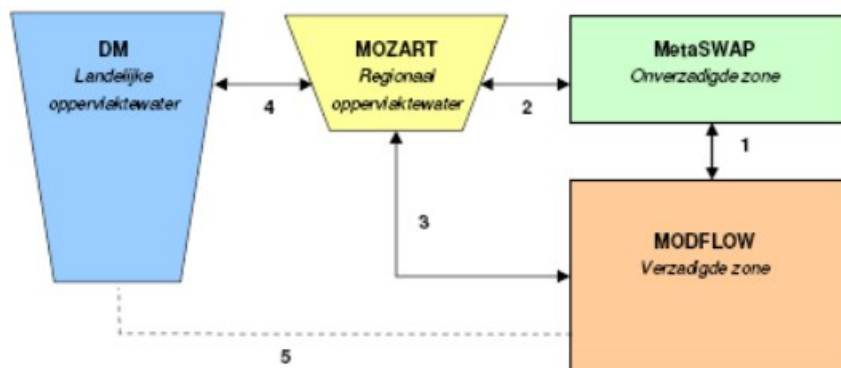 DM
Landelijke
oppervlaktewater
4
MOZART
Regionaal
oppervlaktewater
2
MetaSWAP
Onverzadigde zone
1
3
MODFLOW
Verzadigde zone
5